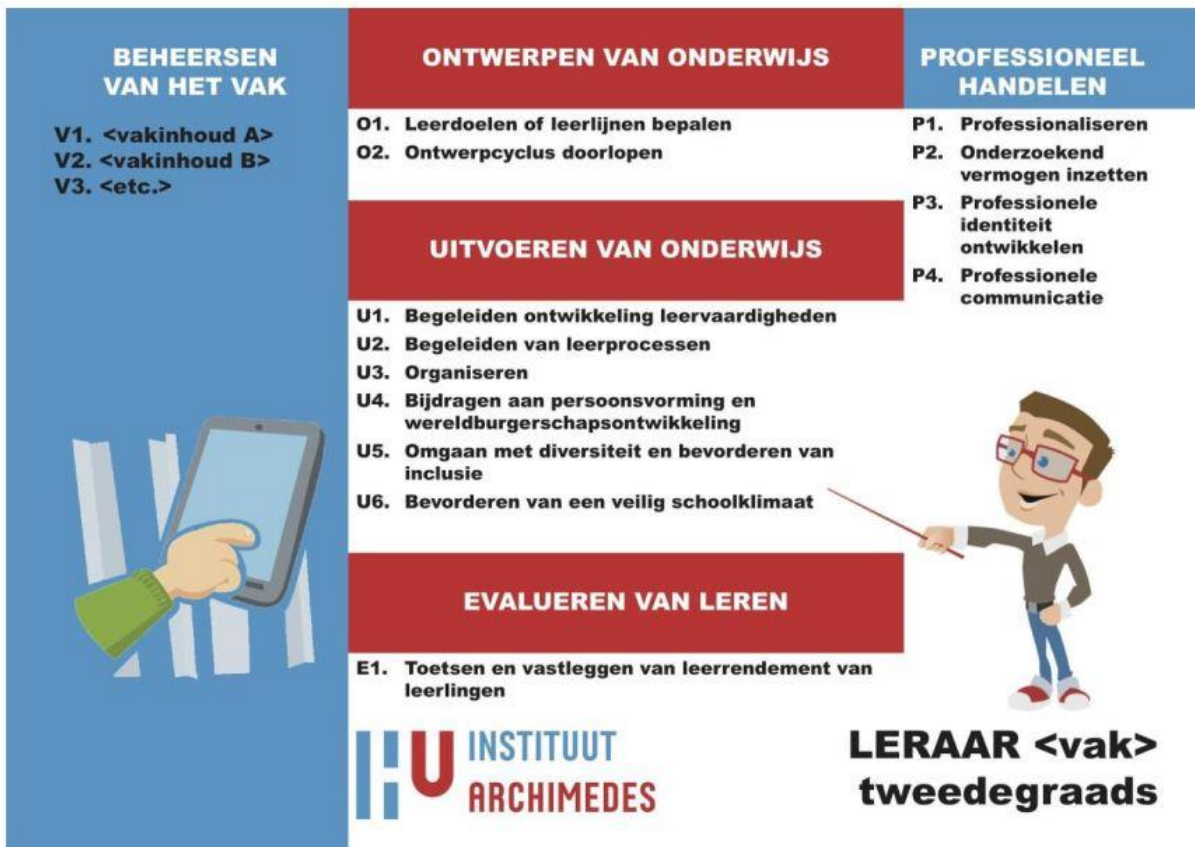 BEHEERSEN
VAN HET VAK
V1. <vakinhoud A>
V2. <vakinhoud B>
V3. <etc.>
ONTWERPEN VAN ONDERWIJS
O1. Leerdoelen of leerlijnen bepalen
O2. Ontwerpcyclus doorlopen
UITVOEREN VAN ONDERWIJS
U1. Begeleiden ontwikkeling leervaardigheden
U2. Begeleiden van leerprocessen
U3. Organiseren
U4. Bijdragen aan persoonsvorming en
wereldburgerschapsontwikkeling
U5. Omgaan met diversiteit en bevorderen van
inclusie
U6. Bevorderen van een veilig schoolklimaat
EVALUEREN VAN LEREN
E1. Toetsen en vastleggen van leerrendement van
leerlingen
HU INSTITUUT
ARCHIMEDES
PROFESSIONEEL
HANDELEN
P1. Professionaliseren
P2. Onderzoekend
vermogen inzetten
P3. Professionele
identiteit
ontwikkelen
P4. Professionele
communicatie
LERAAR <vak>
tweedegraads